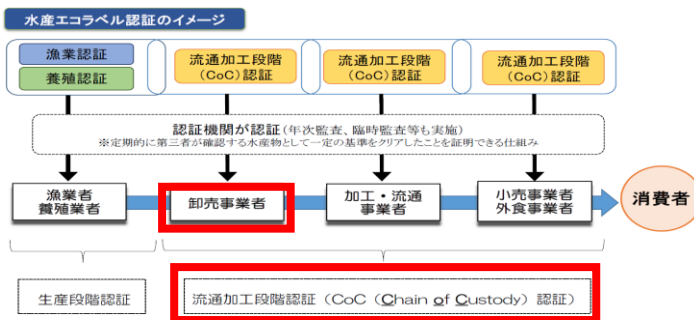 水産エコラベル認証のイメージ
漁業認証
養殖認証
流通加工段階
(CoC)認証
流通加工段階
(CoC)認証
流通加工段階
(CoC)認証
認証機関が認証(年次監査、臨時監査等も実施)
※定期的に第三者が確認する水産物として一定の基準をクリアしたことを証明できる仕組み
漁業者
養殖業者
卸売事業者
加工・流通
事業者
小売事業者
外食事業者
消費者
生産段階認証
流通加工段階認証(CoC(Chain of Custody)認証)